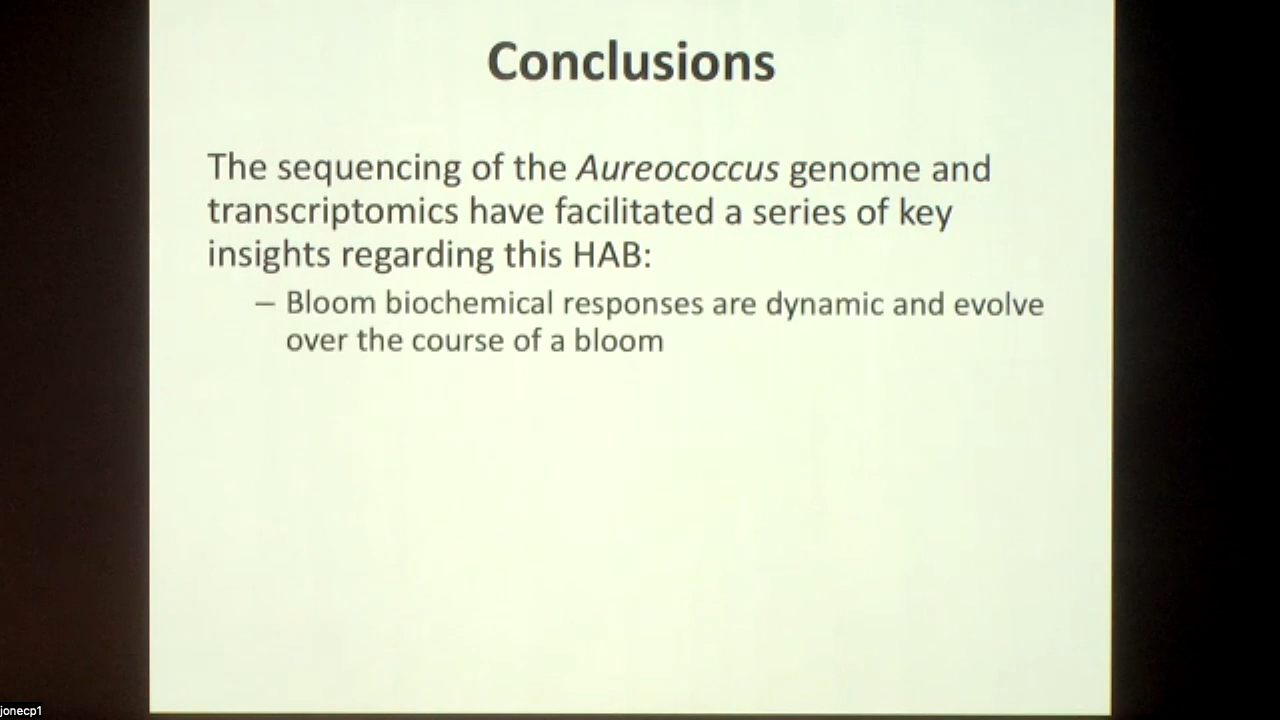 Conclusions
The sequencing of the Aureococcus genome and
transcriptomics have facilitated a series of key
insights regarding this HAB:
– Bloom biochemical responses are dynamic and evolve
over the course of a bloom
jonecp1